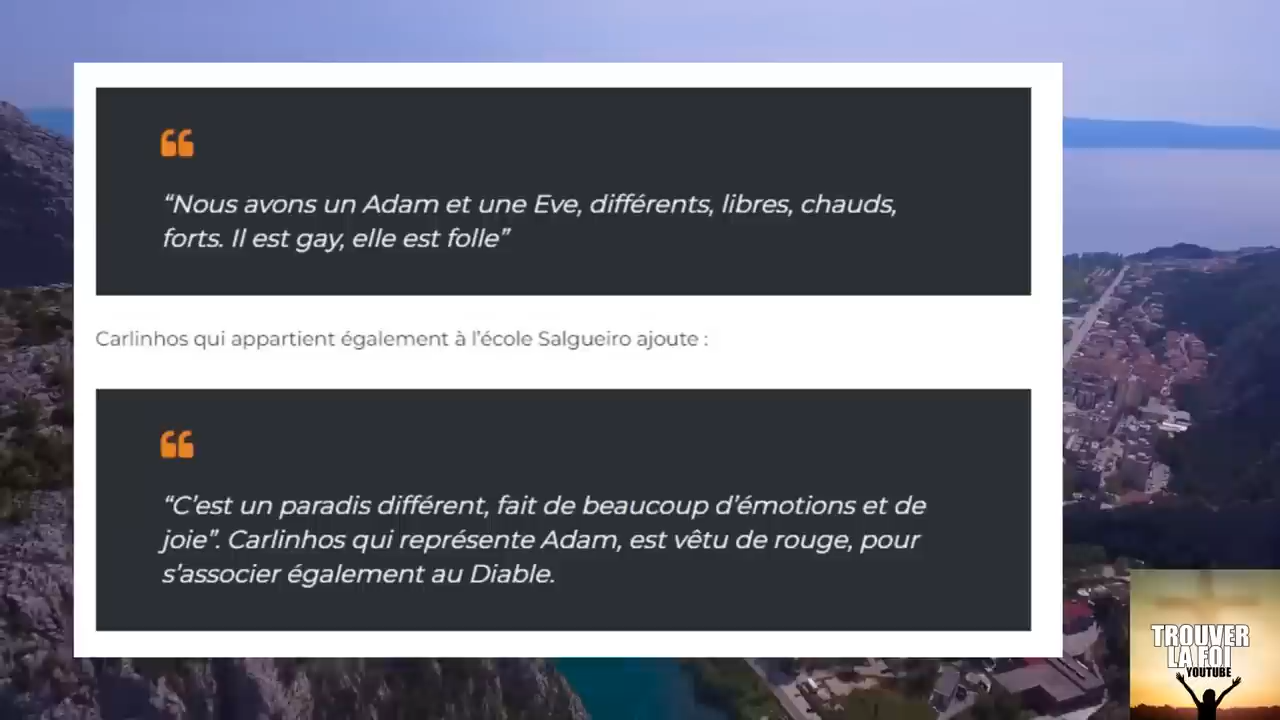 “Nous avons un Adam et une Eve, différents, libres, chauds,
forts. Il est gay, elle est folle”
Carlinhos qui appartient également à l’école Salgueiro ajoute :
“C’est un paradis différent, fait de beaucoup d’émotions et de
joie”. Carlinhos qui représente Adam, est vêtu de rouge, pour
s’associer également au Diable.
TROUVER
LA FOI
YOUTUBE